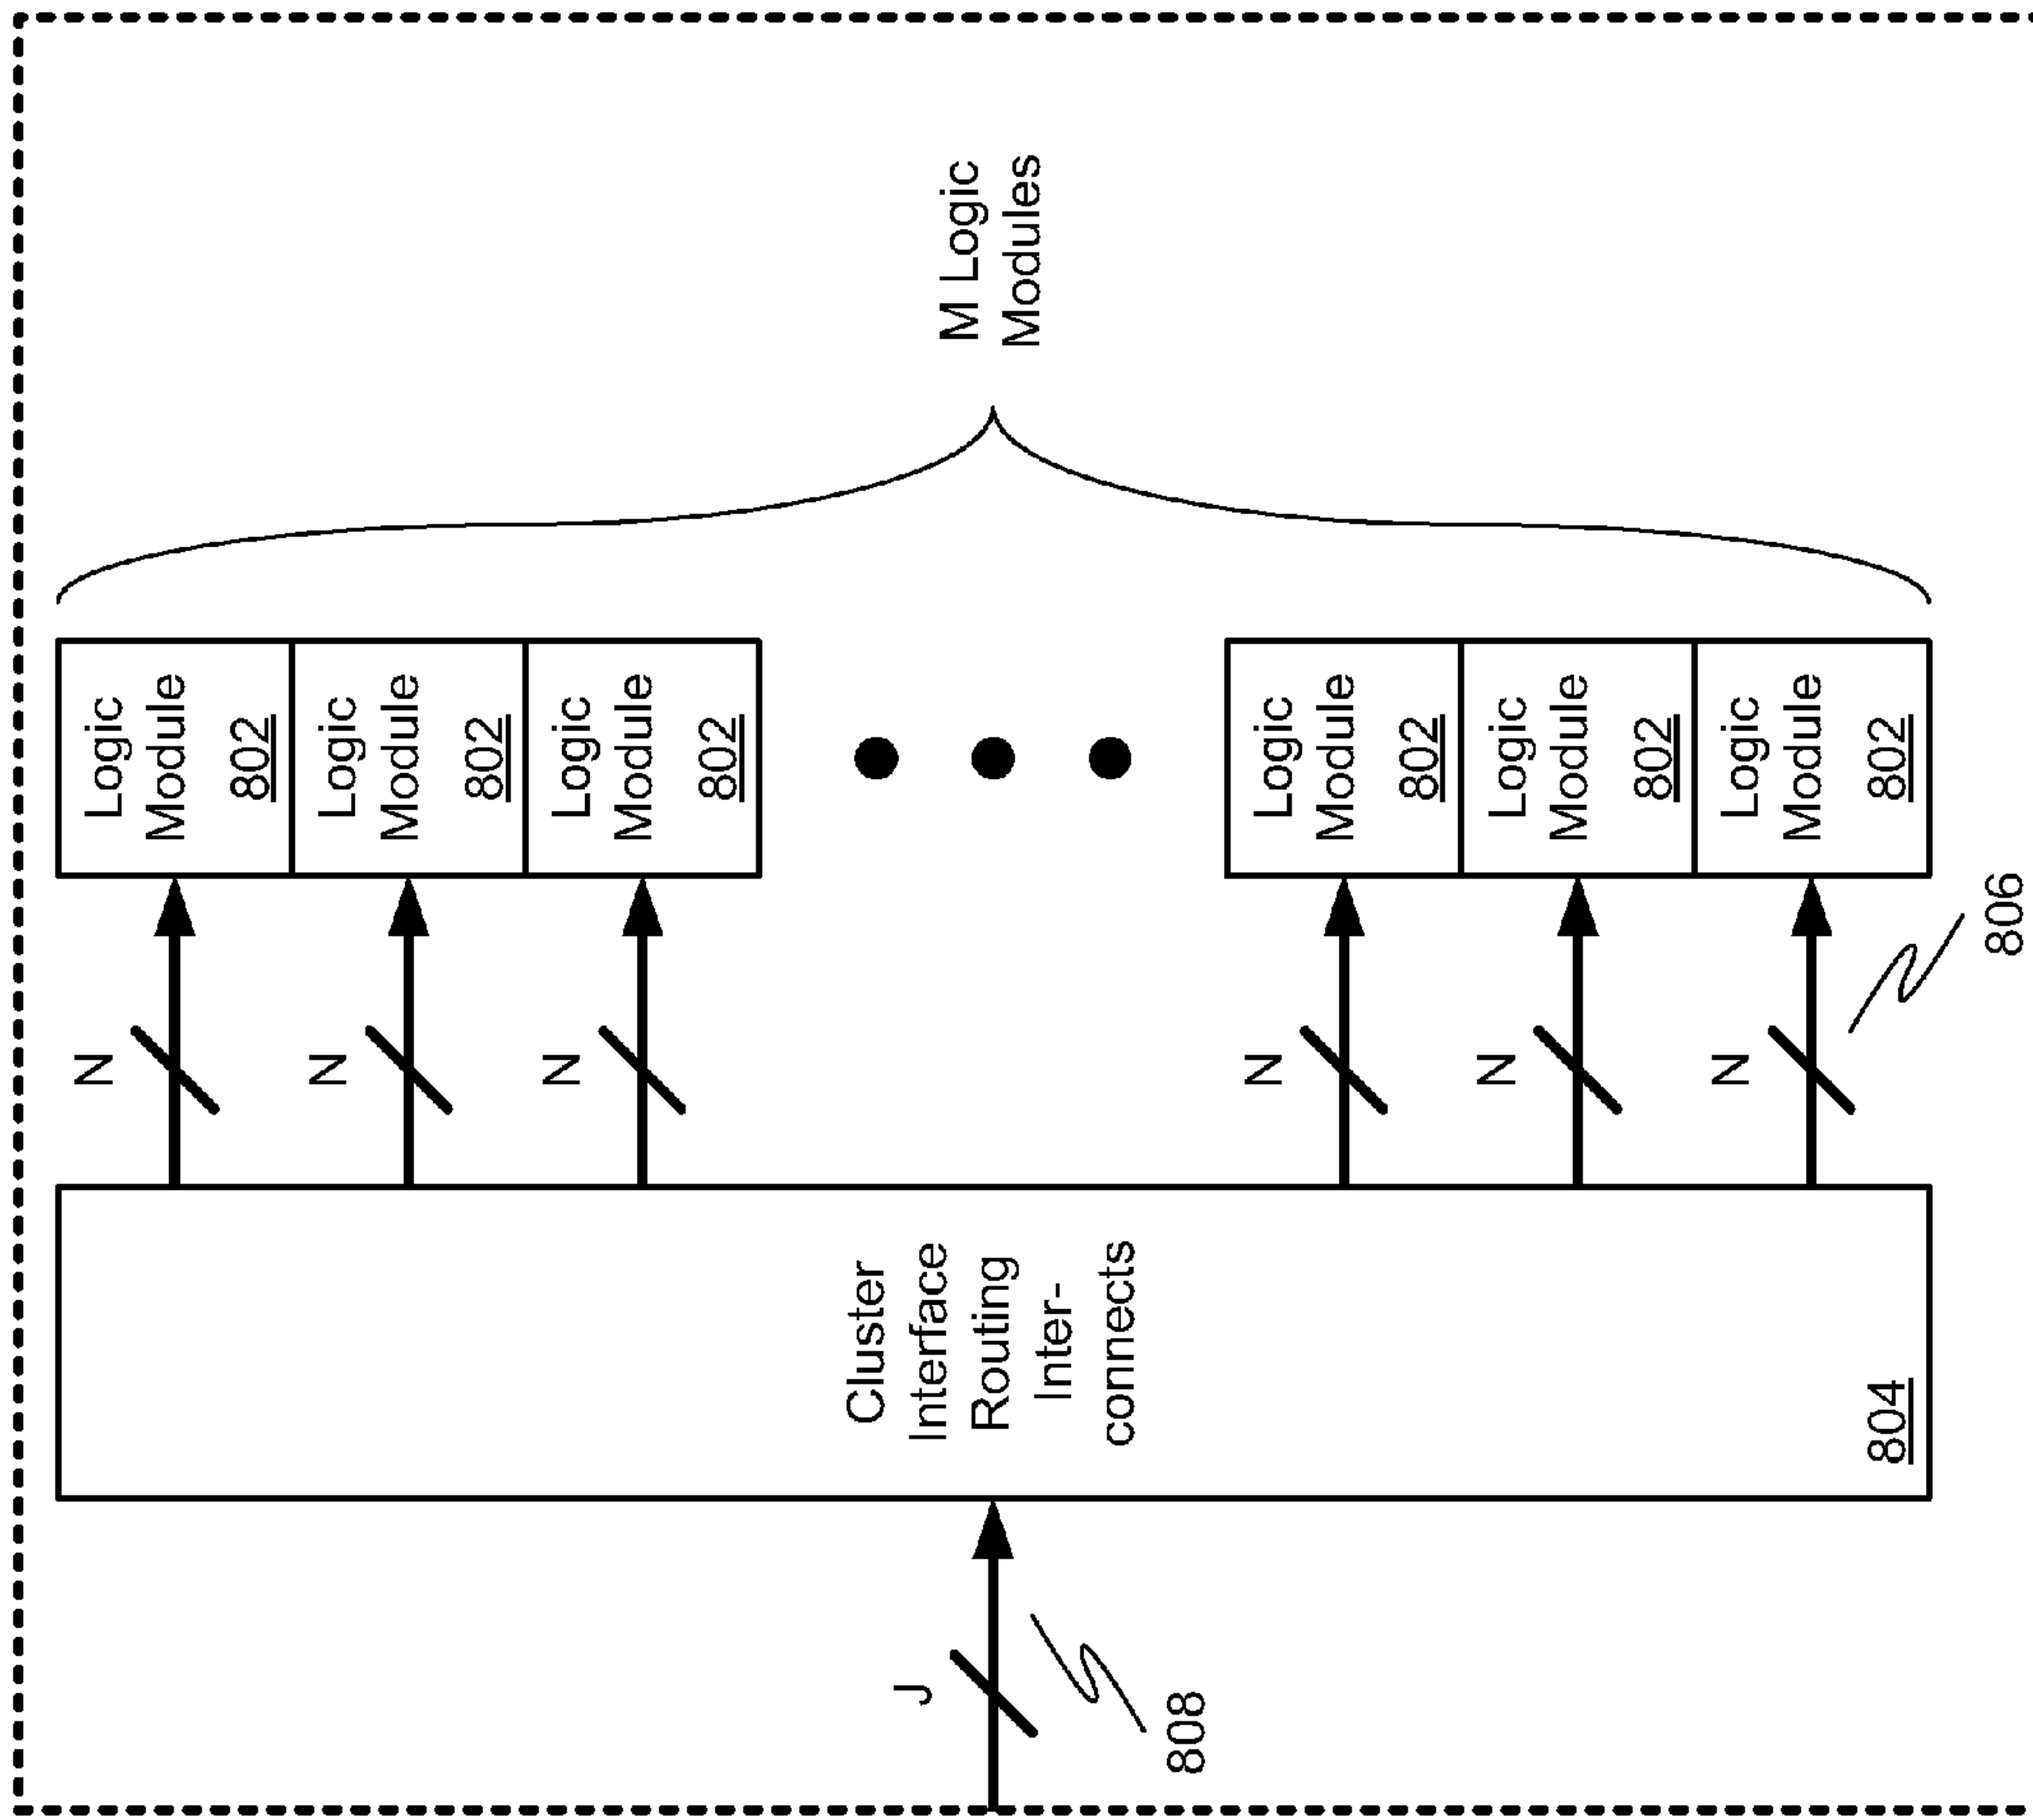 J
808
Cluster
Interface
Routing
Inter-
connects
804
N
N
N
N
N
N
806
Logic
Module
802
Logic
Module
802
Logic
Module
802
Logic
Module
802
Logic
Module
802
Logic
Module
802
M Logic
Modules